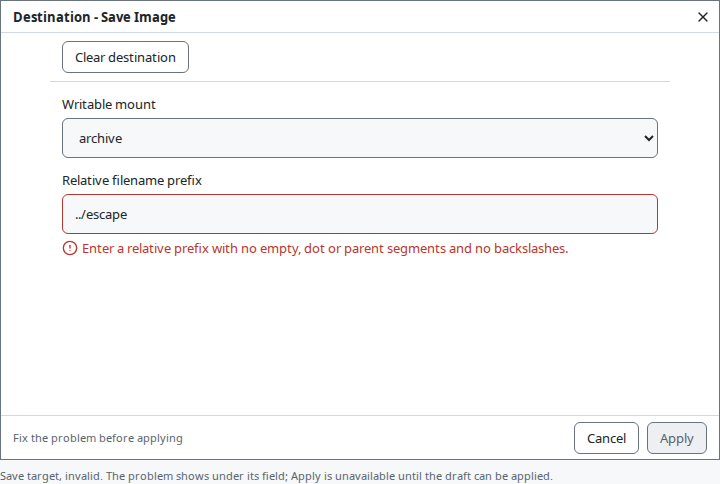 Destination - Save Image
Clear destination
Writable mount
archive
Relative filename prefix
../escape
Enter a relative prefix with no empty, dot or parent segments and no backslashes.
Fix the problem before applying
Cancel
Apply
Save target, invalid. The problem shows under its field; Apply is unavailable until the draft can be applied.